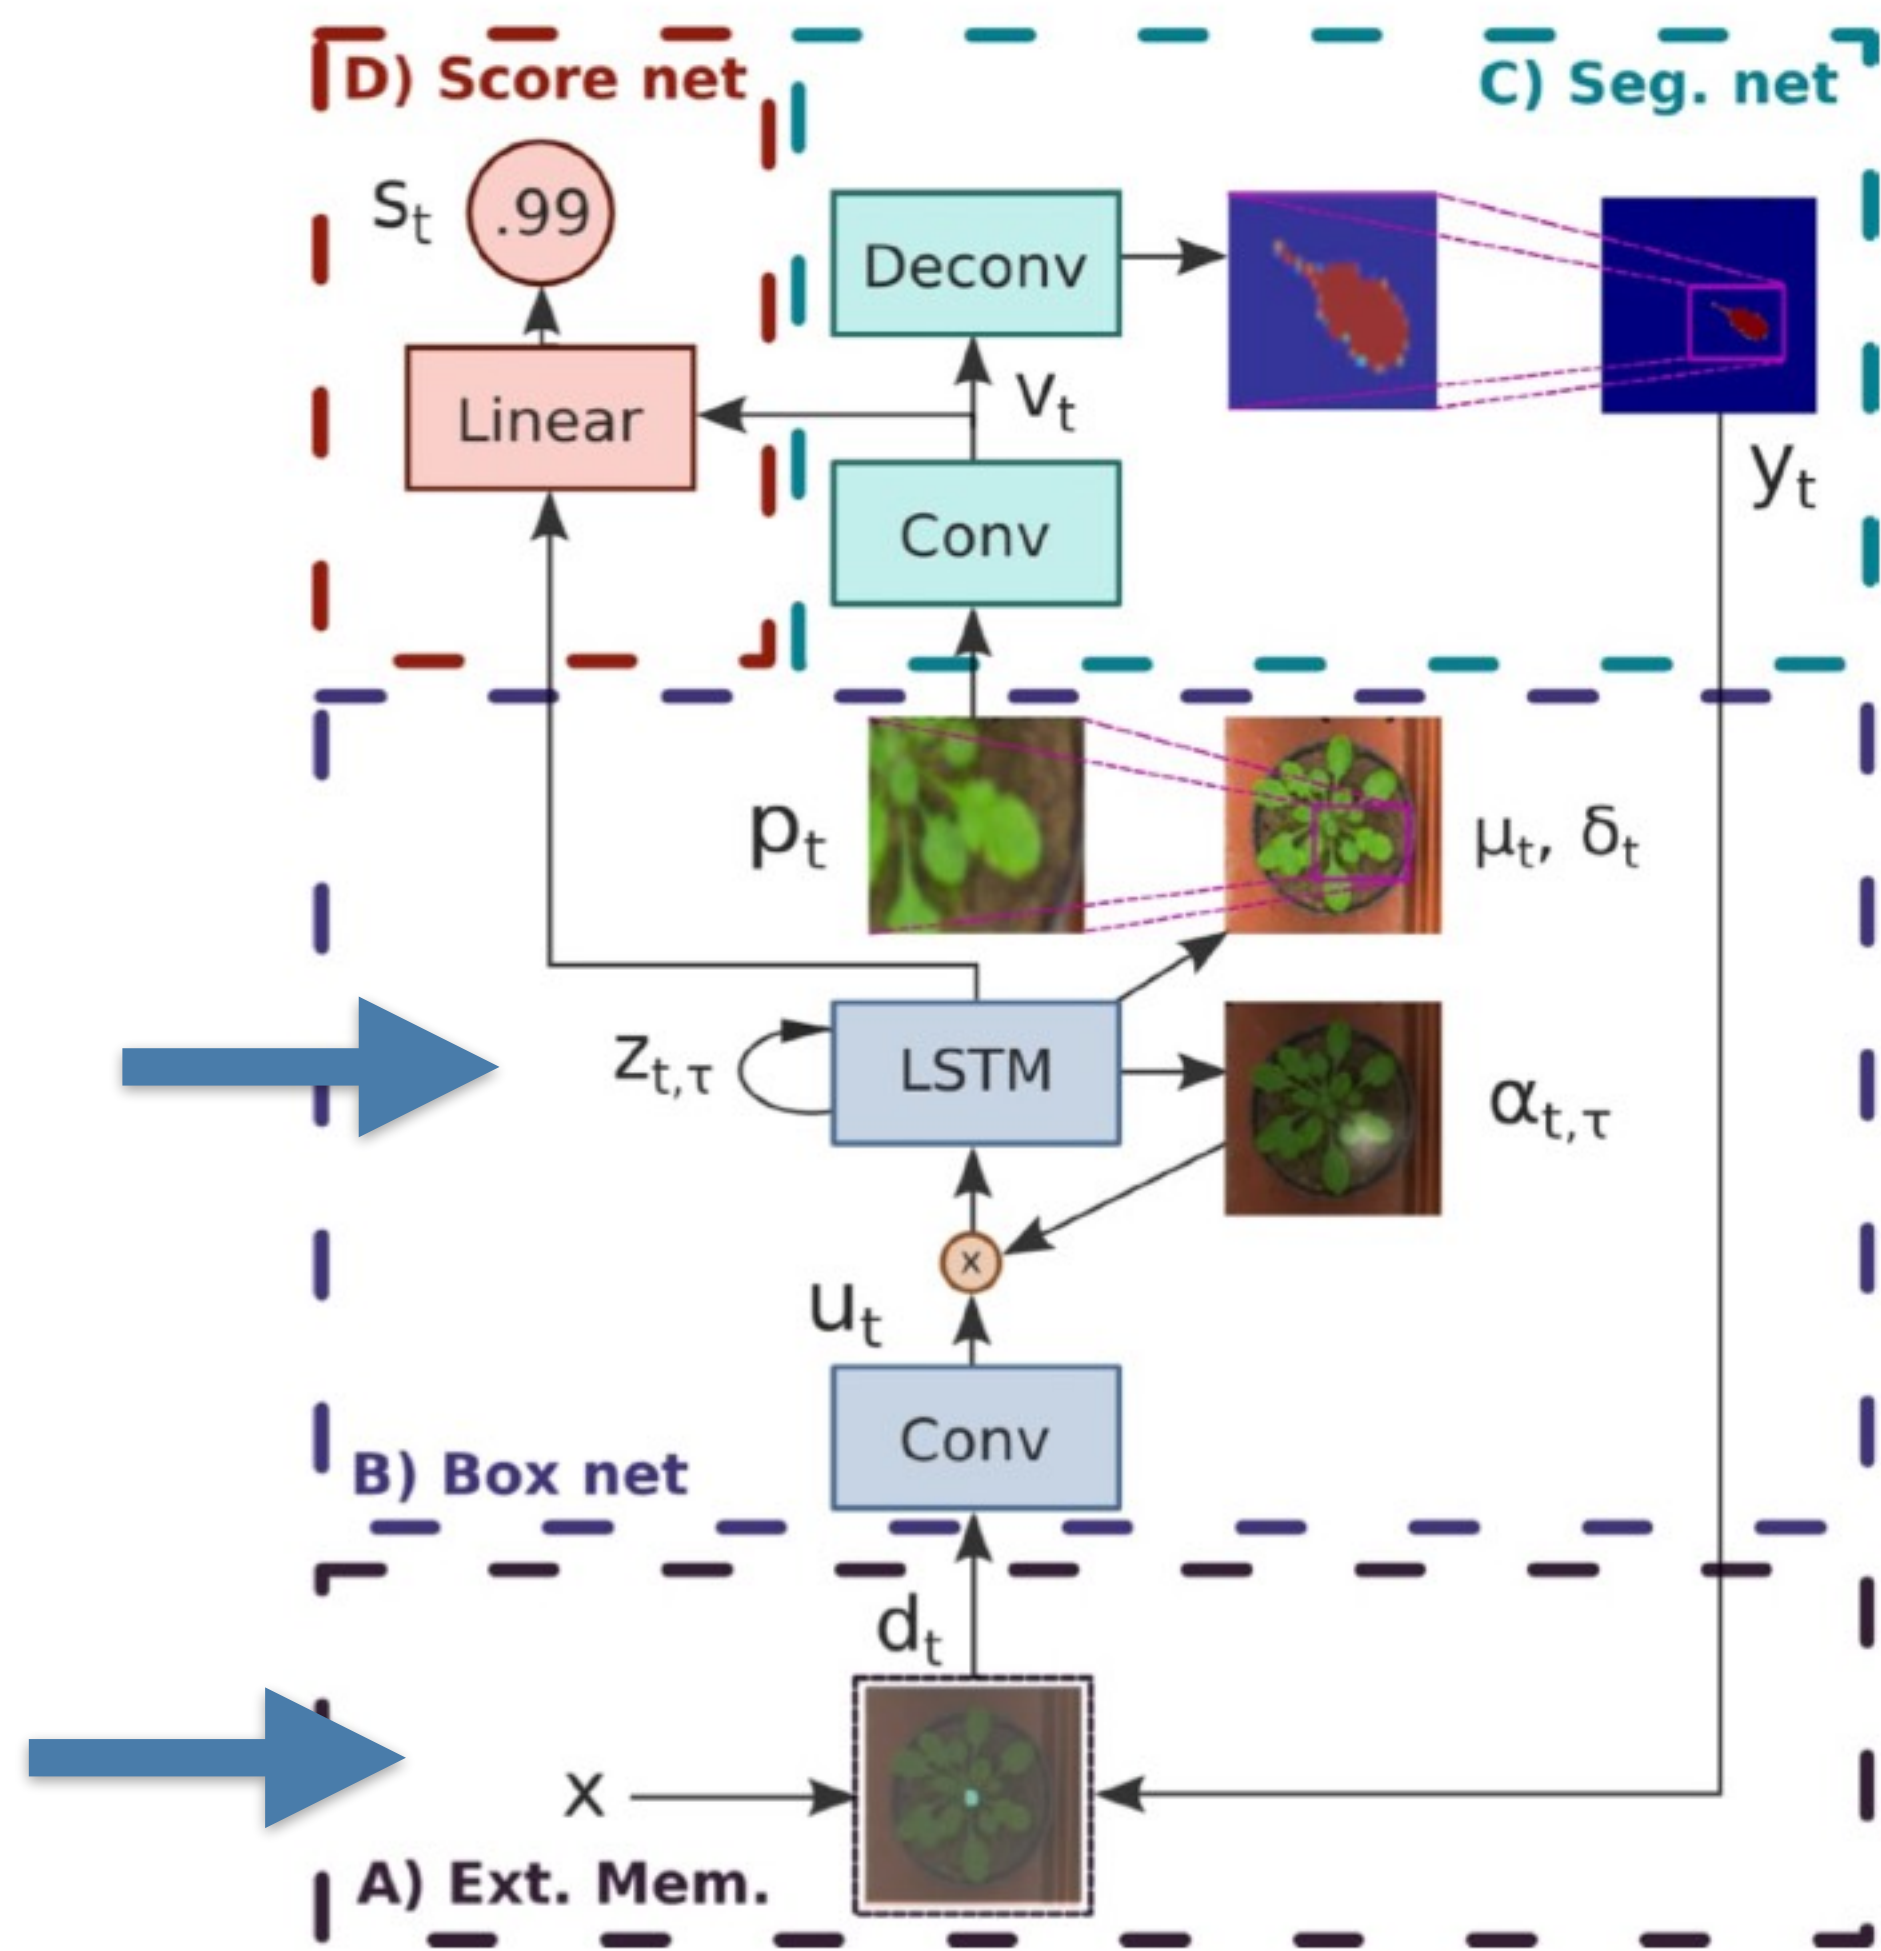 D) Score net
C) Seg. net
sₜ
.99
Deconv
Linear
vₜ
yₜ
Conv
pₜ
μₜ, δₜ
zₜ,τ
LSTM
αₜ,τ
x
uₜ
Conv
B) Box net
dₜ
x
A) Ext. Mem.